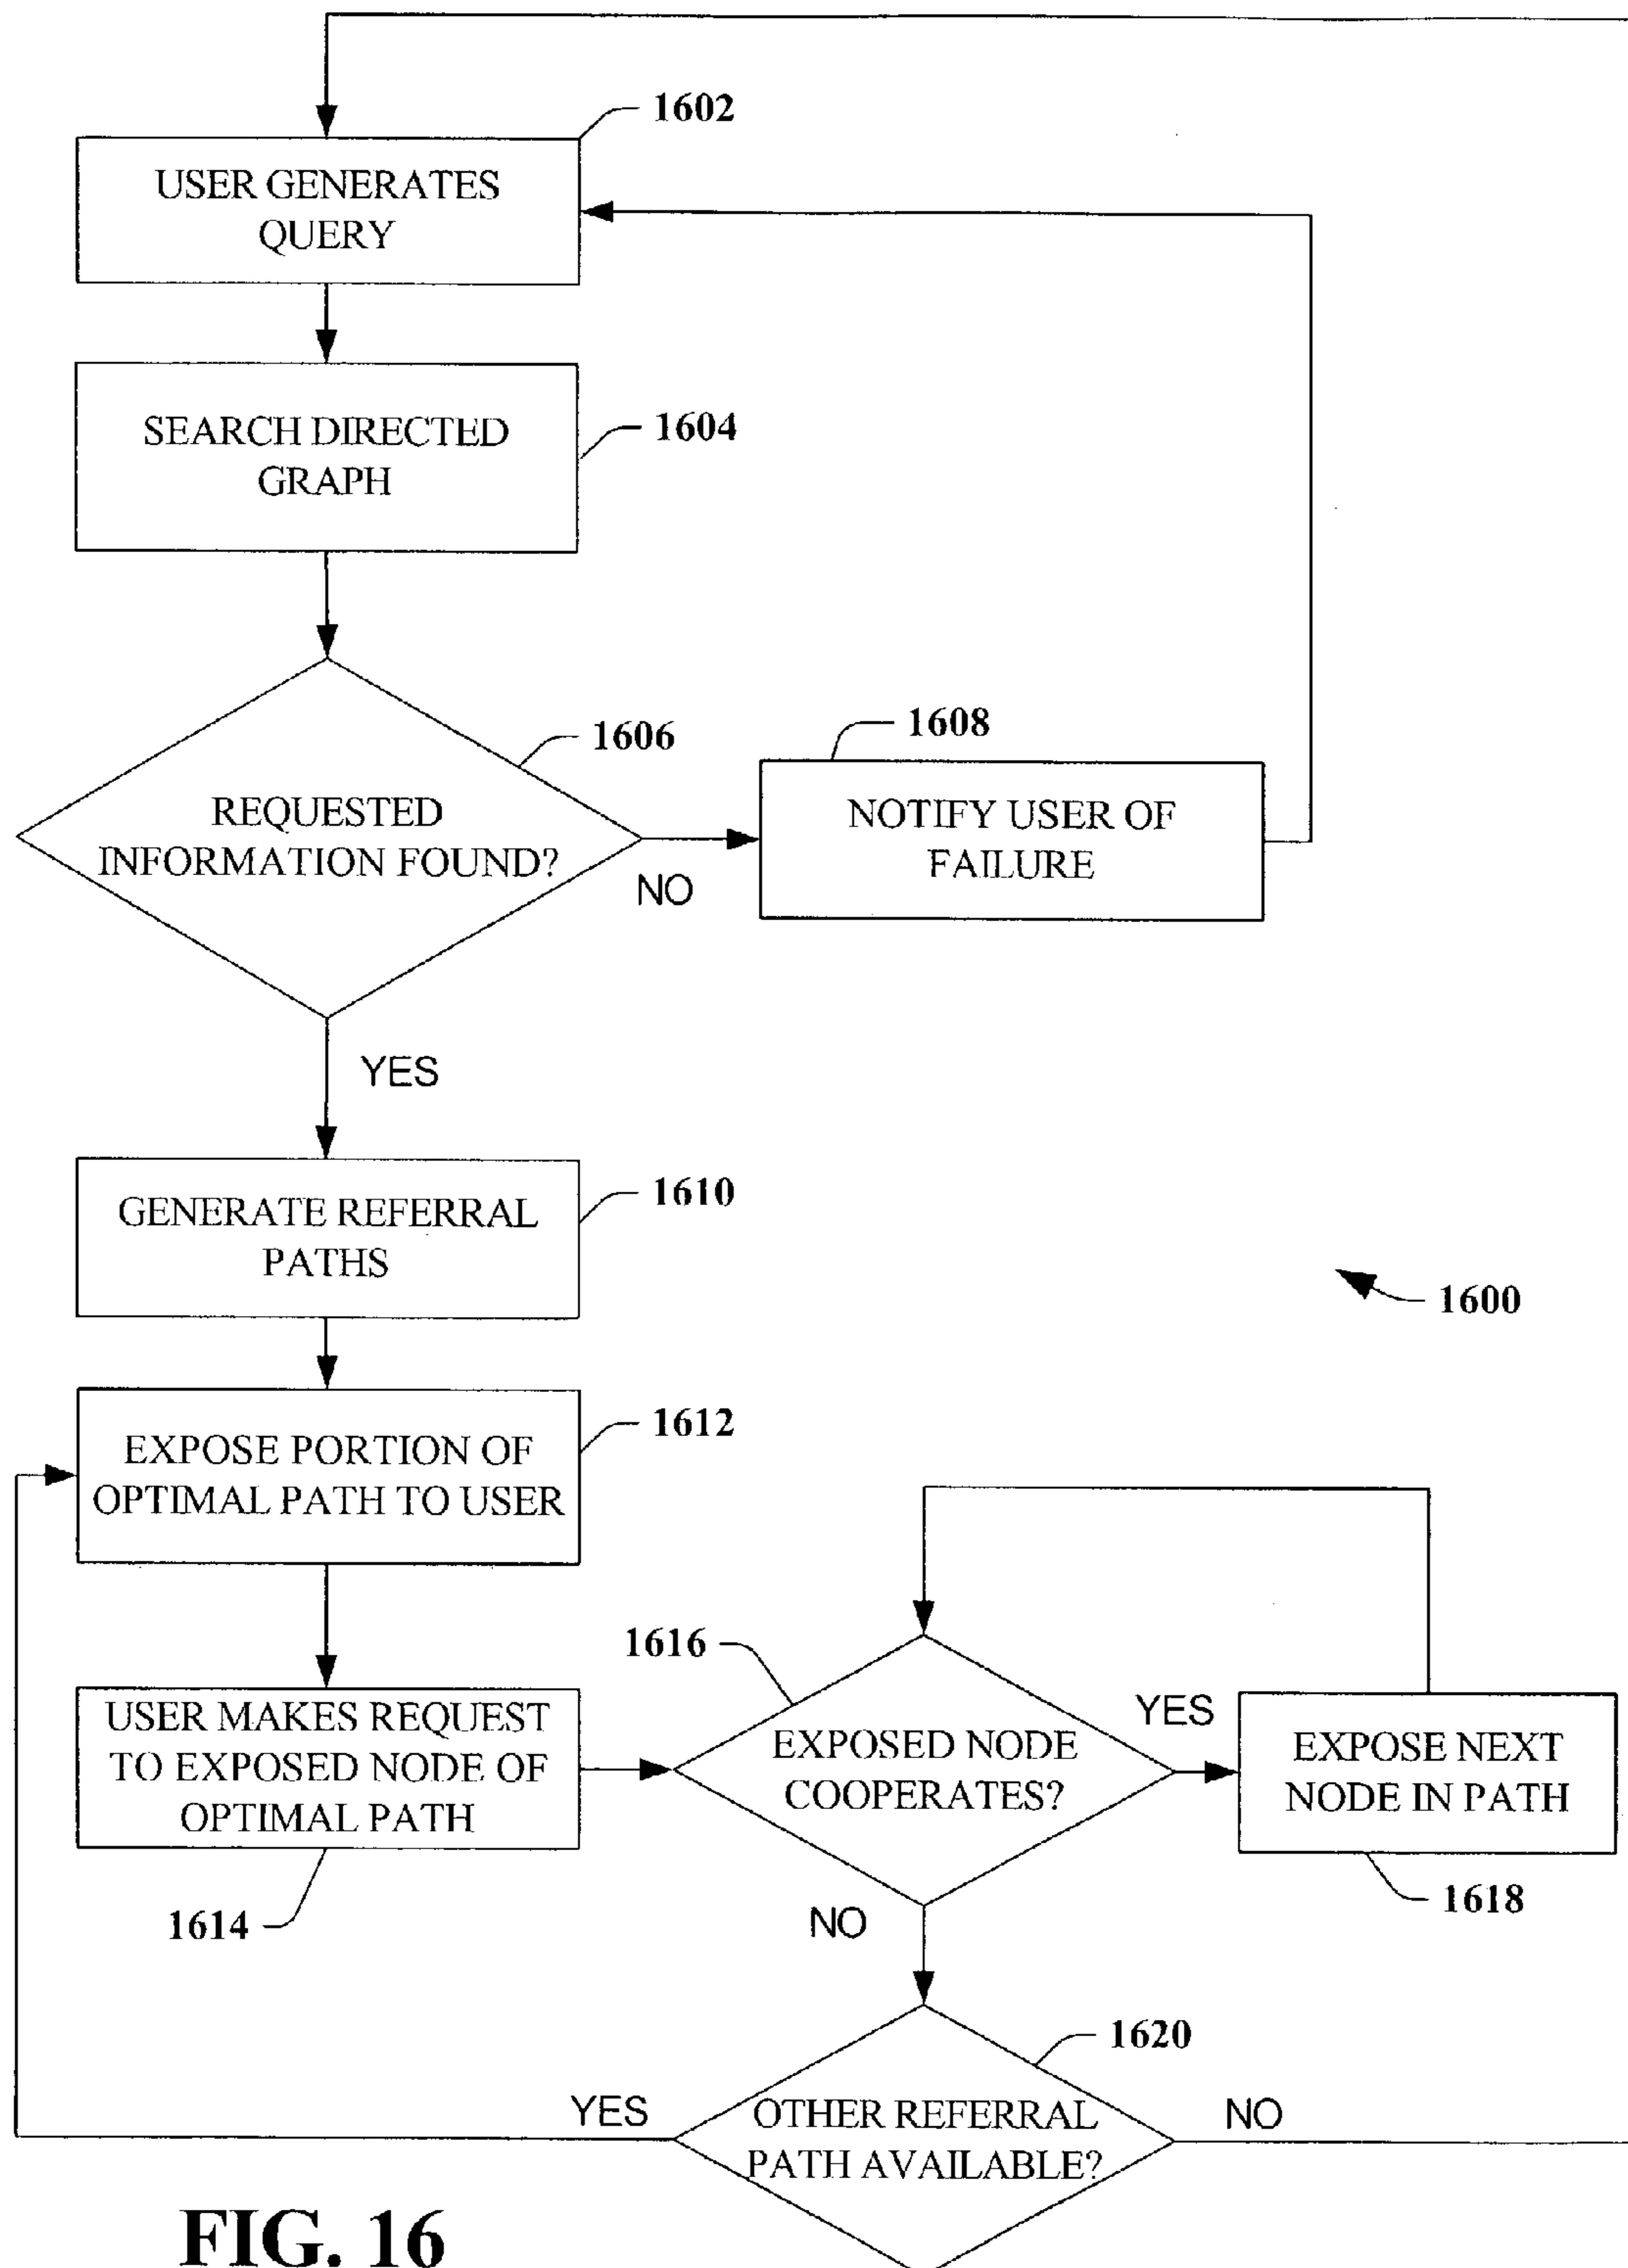 1602
USER GENERATES
QUERY
SEARCH DIRECTED
GRAPH
1604
1606
REQUESTED
INFORMATION FOUND?
NO
1608
NOTIFY USER OF
FAILURE
YES
GENERATE REFERRAL
PATHS
1610
1600
EXPOSE PORTION OF
OPTIMAL PATH TO USER
1612
USER MAKES REQUEST
TO EXPOSED NODE OF
OPTIMAL PATH
1614
1616
EXPOSED NODE
COOPERATES?
YES
EXPOSE NEXT
NODE IN PATH
1618
NO
1620
YES
OTHER REFERRAL
PATH AVAILABLE?
NO
FIG. 16